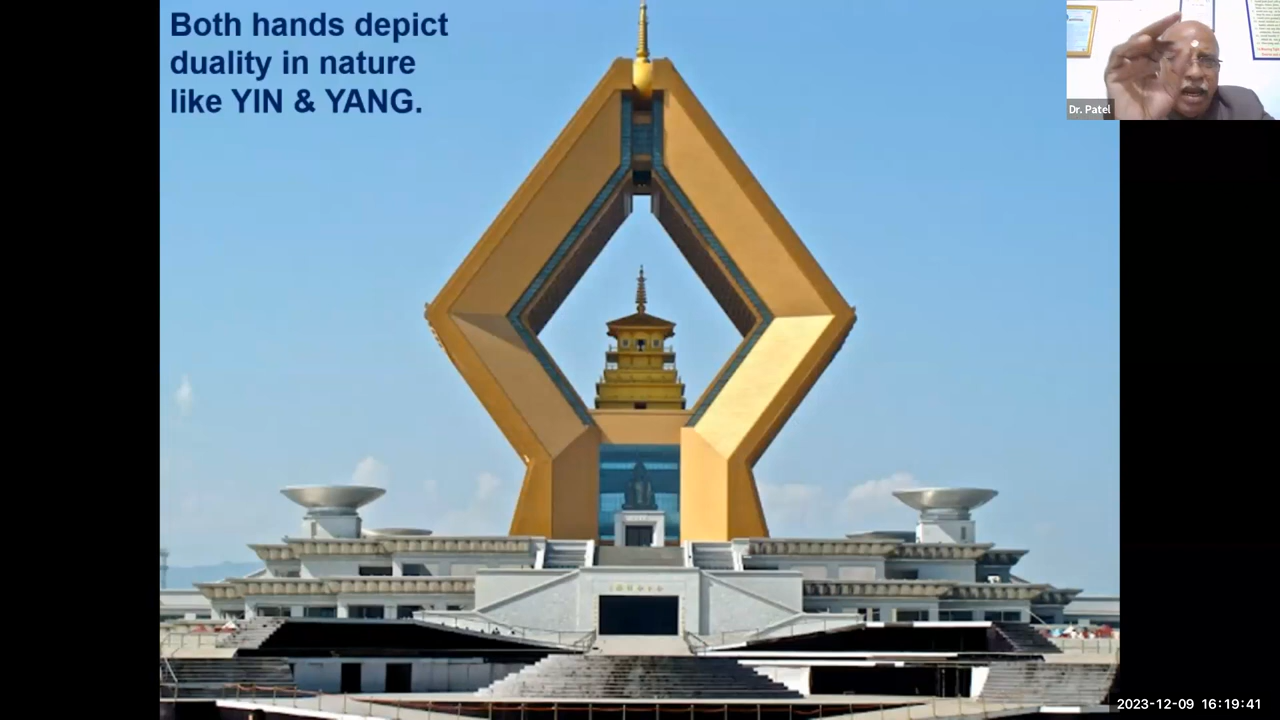 Both hands depict
duality in nature
like YIN & YANG.
Dr. Patel
2023-12-09 16:19:41